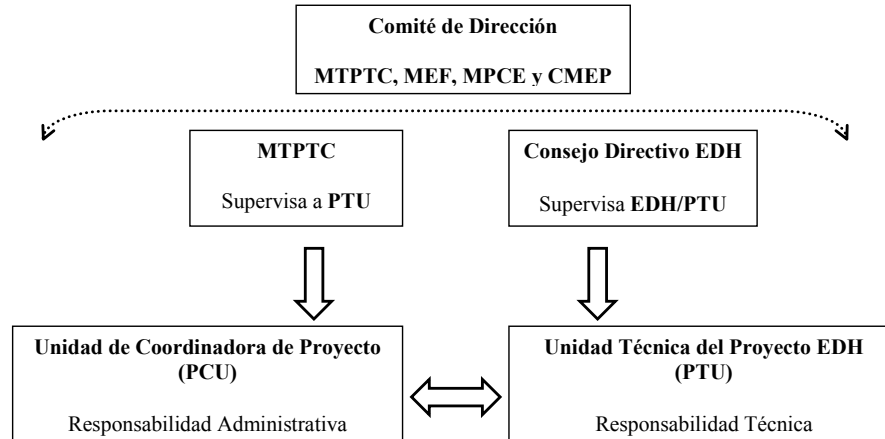 Comité de Dirección
MTPTC, MEF, MPCE y CMEP
MTPTC
Supervisa a PTU
Consejo Directivo EDH
Supervisa EDH/PTU
Unidad de Coordinadora de Proyecto
(PCU)
Responsabilidad Administrativa
Unidad Técnica del Proyecto EDH
(PTU)
Responsabilidad Técnica